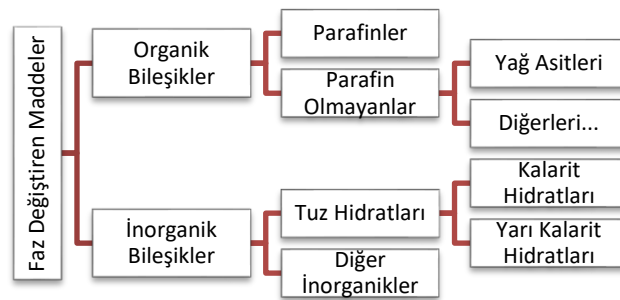 Faz Değiştiren Maddeler
Organik
Bileşikler
Parafinler
Parafin
Olmayanlar
Yağ Asitleri
Diğerleri...
İnorganik
Bileşikler
Tuz Hidratları
Diğer
İnorganikler
Kalarit
Hidratları
Yarı Kalarit
Hidratları